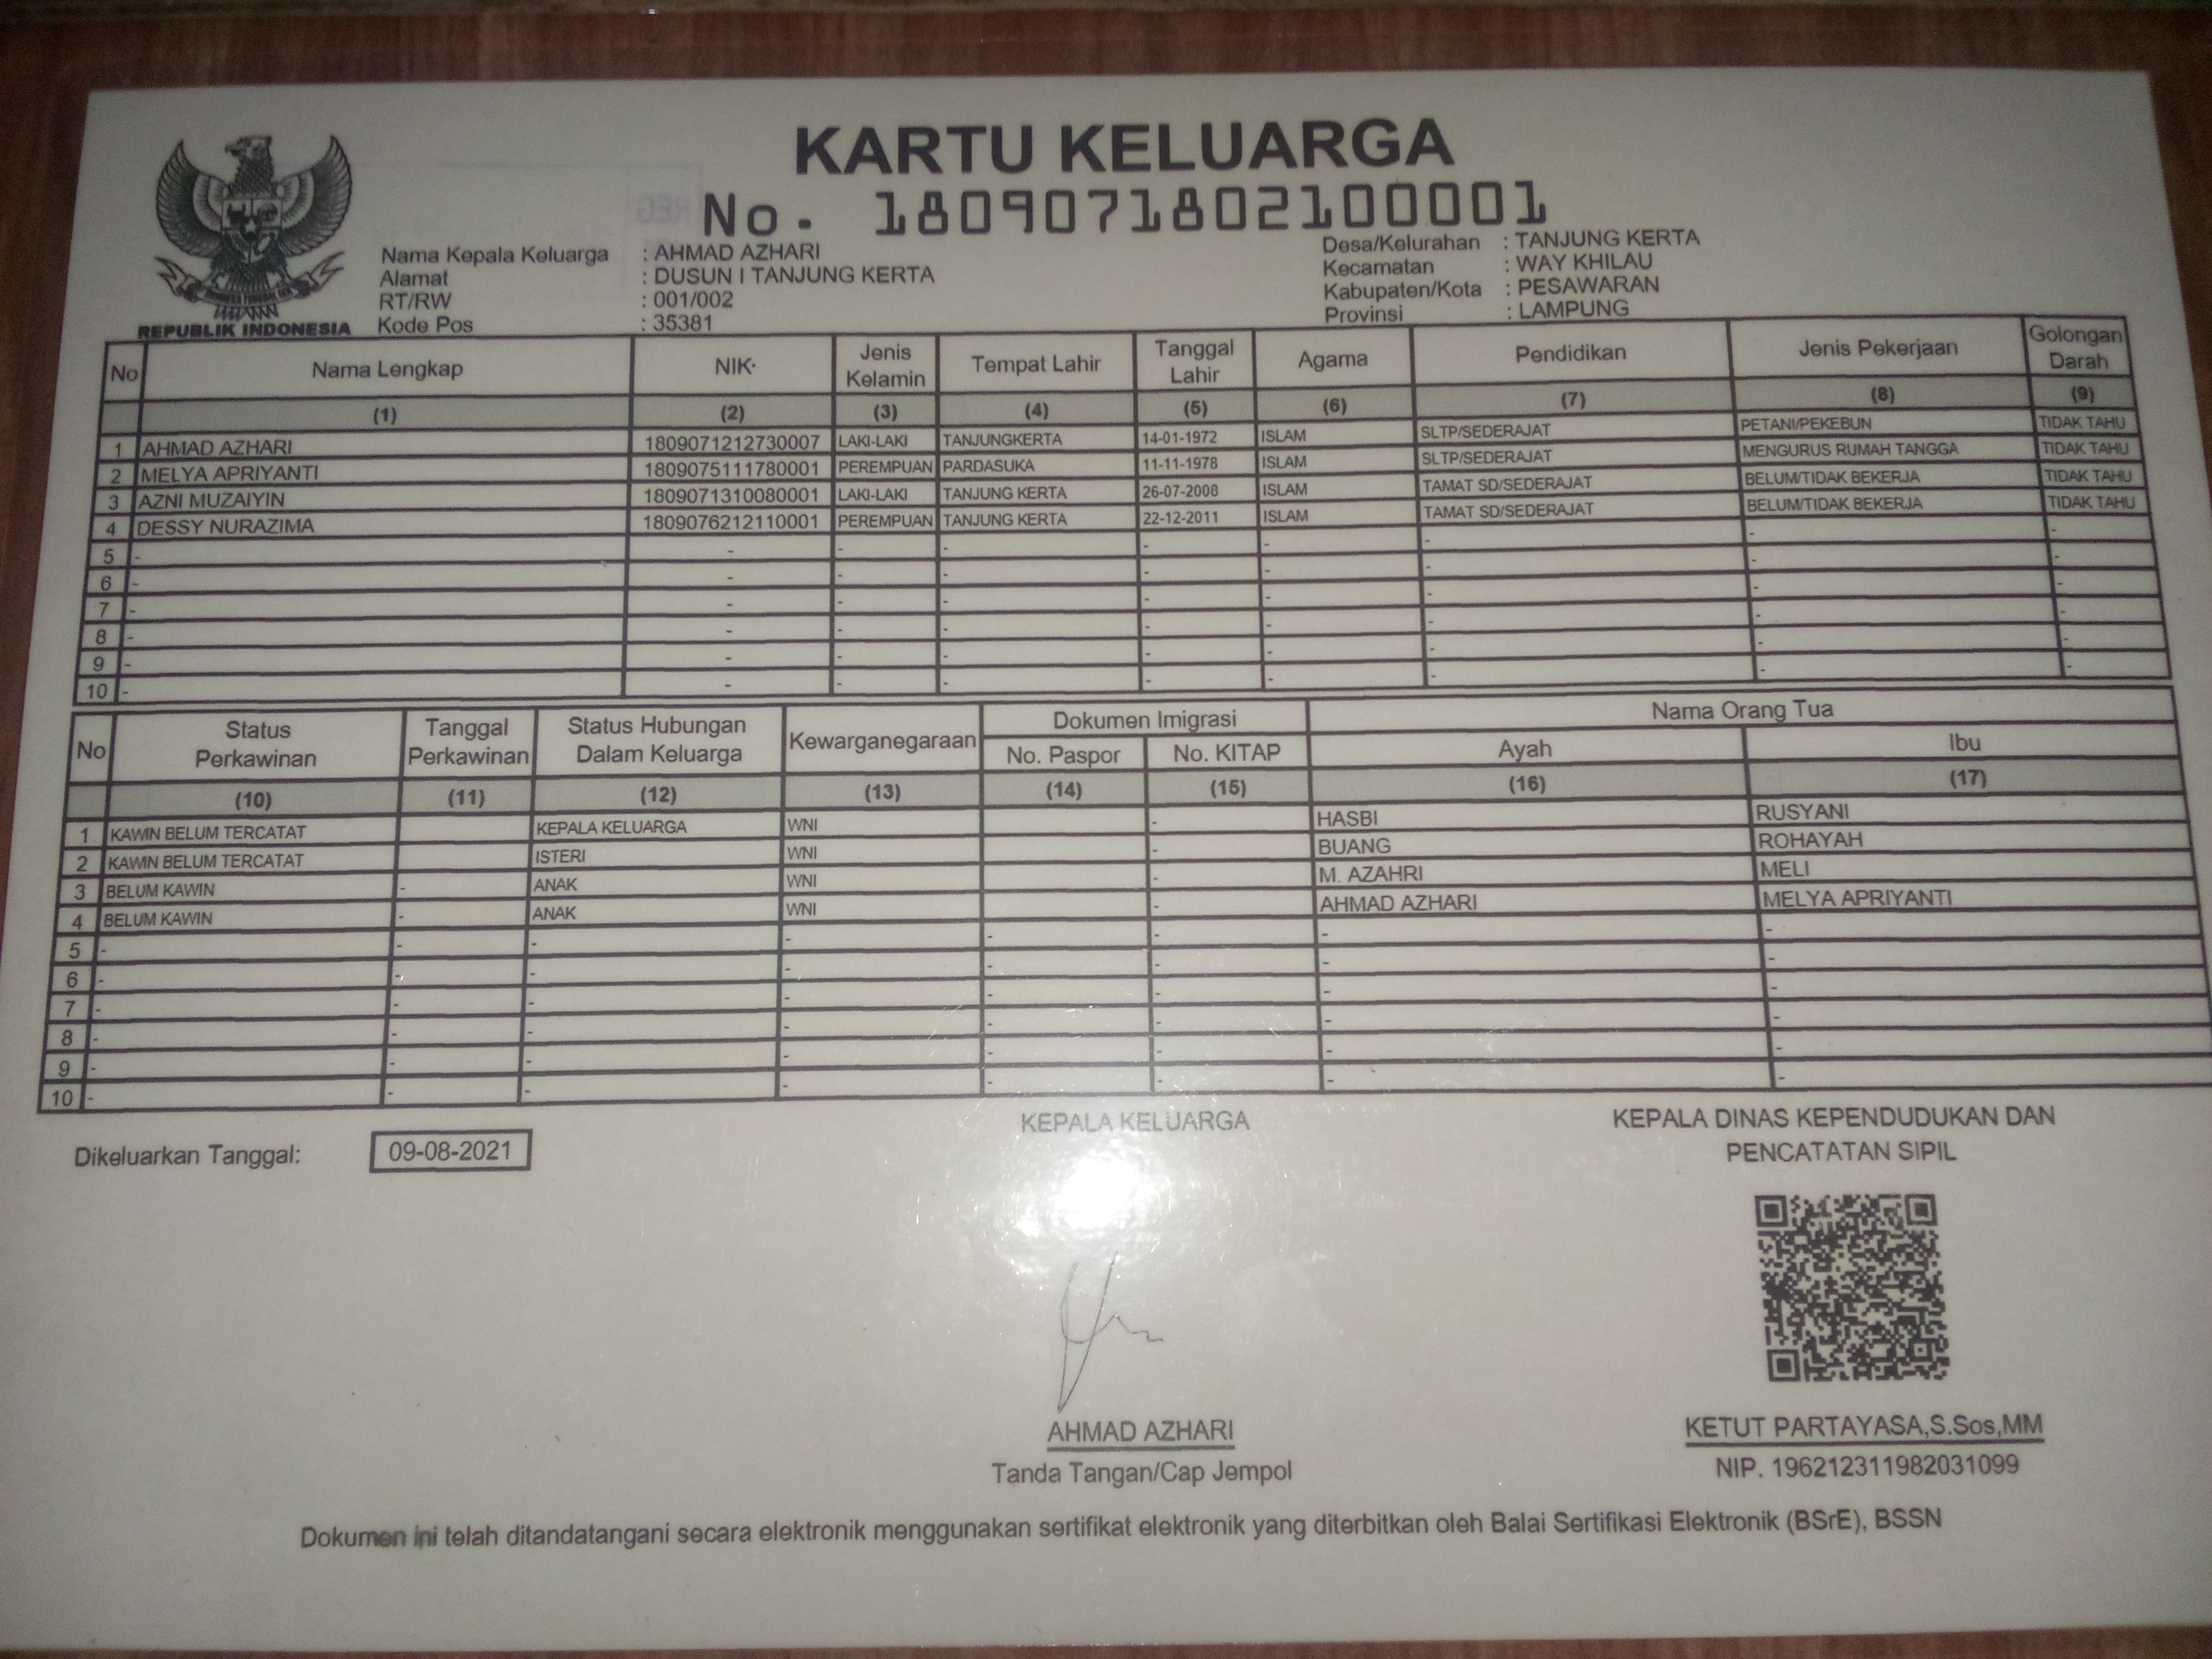 KARTU KELUARGA
No. 1809071802100001
REPUBLIK INDONESIA
Nama Kepala Keluarga : AHMAD AZHARI
Alamat : DUSUN I TANJUNG KERTA
RT/RW : 001/002
Kode Pos : 35381
Desa/Kelurahan : TANJUNG KERTA
Kecamatan : WAY KHILAU
Kabupaten/Kota : PESAWARAN
Provinsi : LAMPUNG
No Nama Lengkap NIK Jenis Kelamin Tempat Lahir Tanggal Lahir Agama Pendidikan Jenis Pekerjaan Golongan Darah
(1) (2) (3) (4) (5) (6) (7) (8) (9)
1 AHMAD AZHARI 1809071212730007 LAKI-LAKI TANJUNGKERTA 14-01-1972 ISLAM SLTP/SEDERAJAT PETANI/PEKEBUN TIDAK TAHU
2 MELYA APRIYANTI 1809075111780001 PEREMPUAN PARDASUKA 11-11-1978 ISLAM SLTP/SEDERAJAT MENGURUS RUMAH TANGGA TIDAK TAHU
3 AZNI MUZAIYIN 1809071310080001 LAKI-LAKI TANJUNG KERTA 26-07-2008 ISLAM TAMAT SD/SEDERAJAT BELUM/TIDAK BEKERJA TIDAK TAHU
4 DESSY NURAZIMA 1809076212110001 PEREMPUAN TANJUNG KERTA 22-12-2011 ISLAM TAMAT SD/SEDERAJAT BELUM/TIDAK BEKERJA TIDAK TAHU
5 - - - - - - - - -
6 - - - - - - - - -
7 - - - - - - - - -
8 - - - - - - - - -
9 - - - - - - - - -
10 - - - - - - - - -
No Status Perkawinan Tanggal Perkawinan Status Hubungan Dalam Keluarga Kewarganegaraan Dokumen Imigrasi Nama Orang Tua
No. Paspor No. KITAP Ayah Ibu
(10) (11) (12) (13) (14) (15) (16) (17)
1 KAWIN BELUM TERCATAT KEPALA KELUARGA WNI - HASBI RUSYANI
2 KAWIN BELUM TERCATAT ISTERI WNI - BUANG ROHAYAH
3 BELUM KAWIN - ANAK WNI - M. AZAHRI MELI
4 BELUM KAWIN - ANAK WNI - AHMAD AZHARI MELYA APRIYANTI
5 - - - - - - - -
6 - - - - - - - -
7 - - - - - - - -
8 - - - - - - - -
9 - - - - - - - -
10 - - - - - - - -
Dikeluarkan Tanggal: 09-08-2021
KEPALA KELUARGA
AHMAD AZHARI
Tanda Tangan/Cap Jempol
KEPALA DINAS KEPENDUDUKAN DAN
PENCATATAN SIPIL
KETUT PARTAYASA,S.Sos,MM
NIP. 196212311982031099
Dokumen ini telah ditandatangani secara elektronik menggunakan sertifikat elektronik yang diterbitkan oleh Balai Sertifikasi Elektronik (BSrE), BSSN